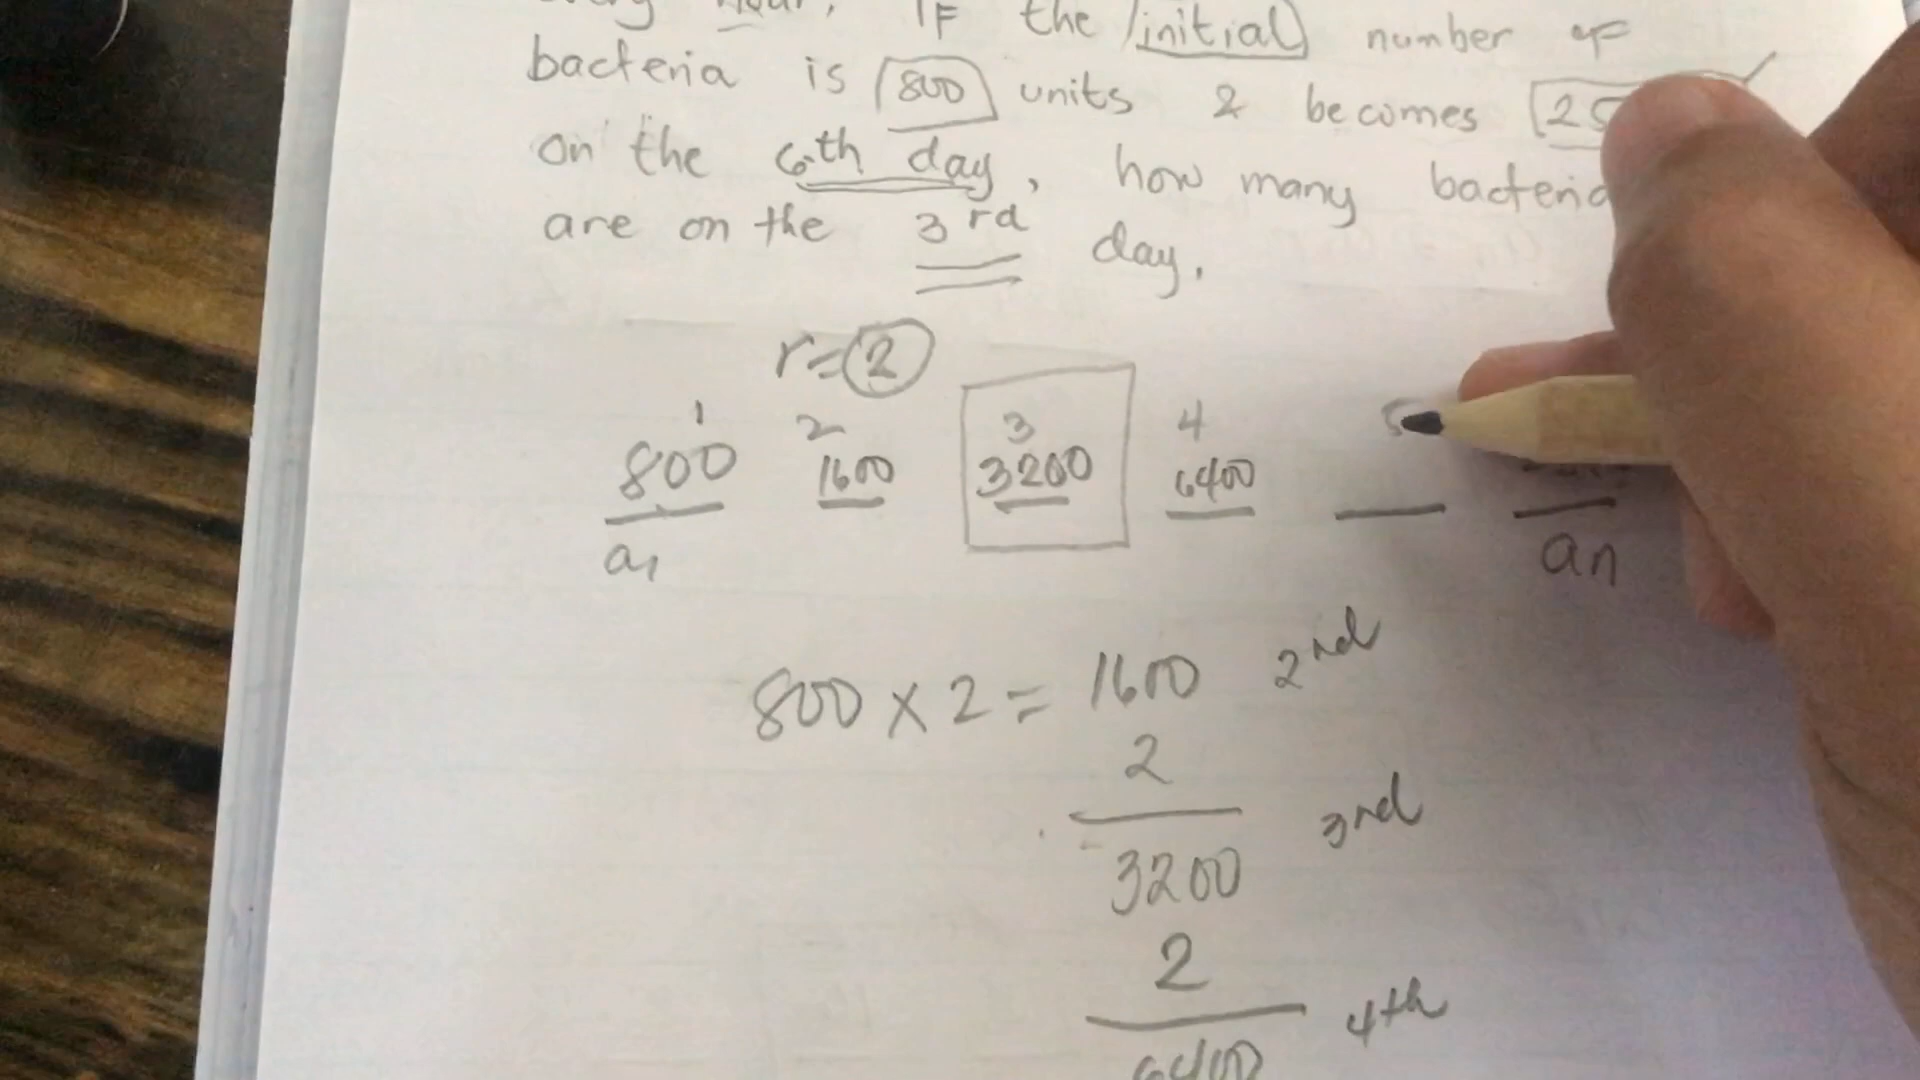 IF the initial number of
bacteria is 800 units & becomes
on the 6th day, how many
are on the 3rd day.
r=2
1 2 3 4
800 1600 3200 6400
a1 an
800 x 2 = 1600 2nd
2
3200 3rd
2
6400 4th